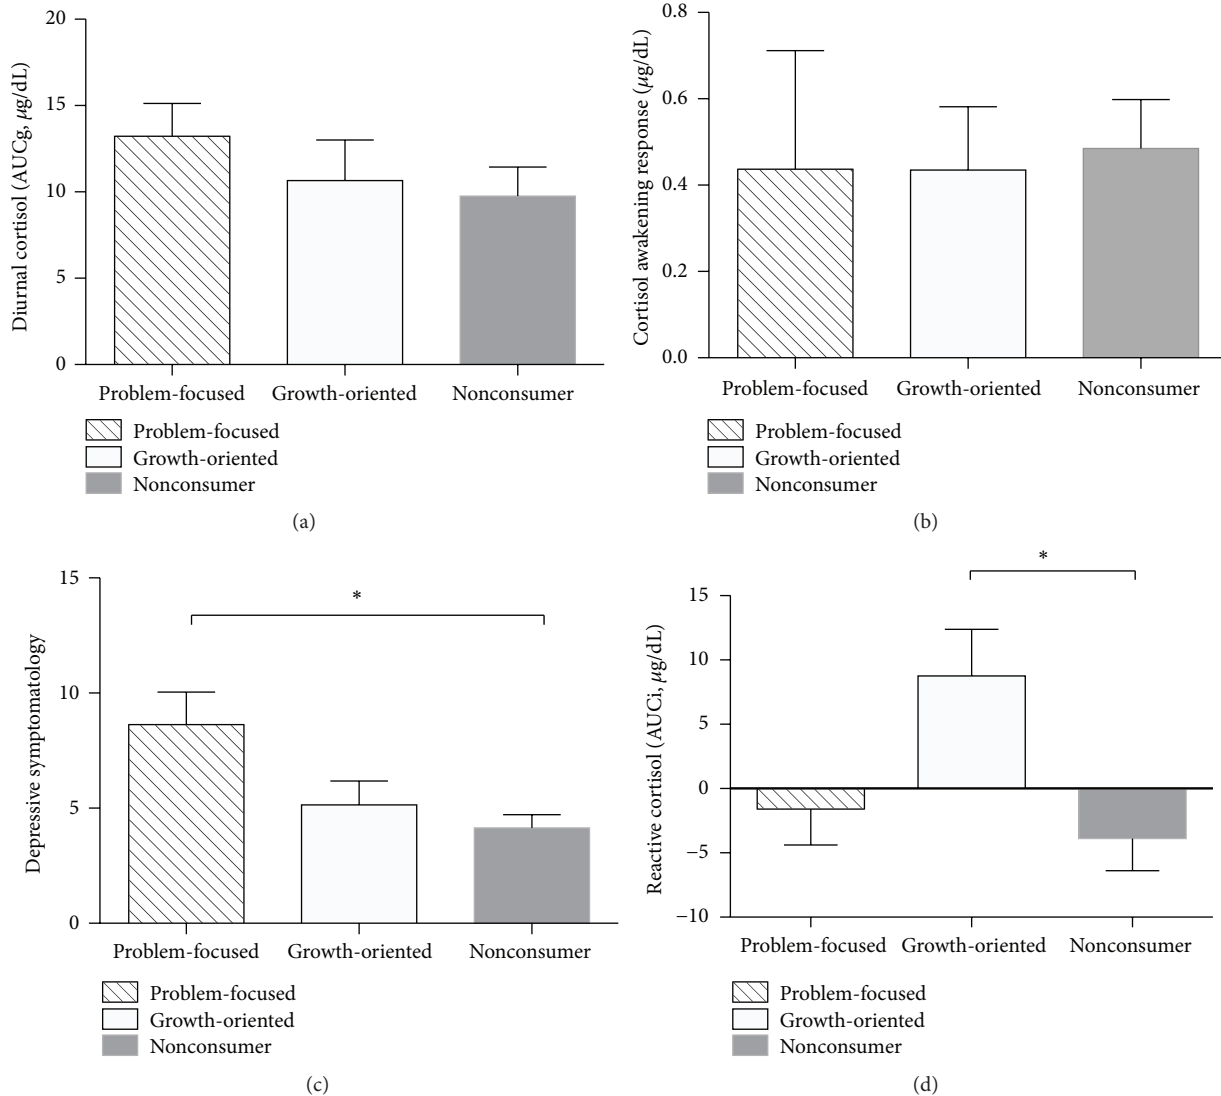 Diurnal cortisol (AUCg, μg/dL)
20
15
10
5
0
Problem-focused Growth-oriented Nonconsumer
Problem-focused
Growth-oriented
Nonconsumer
(a)
Cortisol awakening response (μg/dL)
0.8
0.6
0.4
0.2
0.0
Problem-focused Growth-oriented Nonconsumer
Problem-focused
Growth-oriented
Nonconsumer
(b)
Depressive symptomatology
15
10
5
0
*
Problem-focused Growth-oriented Nonconsumer
Problem-focused
Growth-oriented
Nonconsumer
(c)
Reactive cortisol (AUCi, μg/dL)
*
15
10
5
0
−5
−10
Problem-focused Growth-oriented Nonconsumer
Problem-focused
Growth-oriented
Nonconsumer
(d)